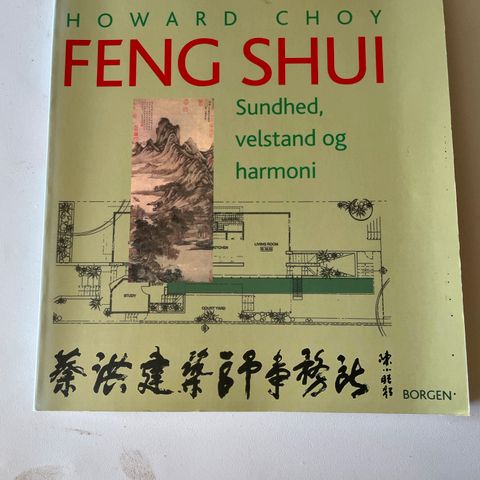 HOWARD CHOY
FENG SHUI
Sundhed,
velstand og
harmoni
KITCHEN
LIVING ROOM
STUDY
COURT YARD
蔡洪建築師事務所
BORGEN